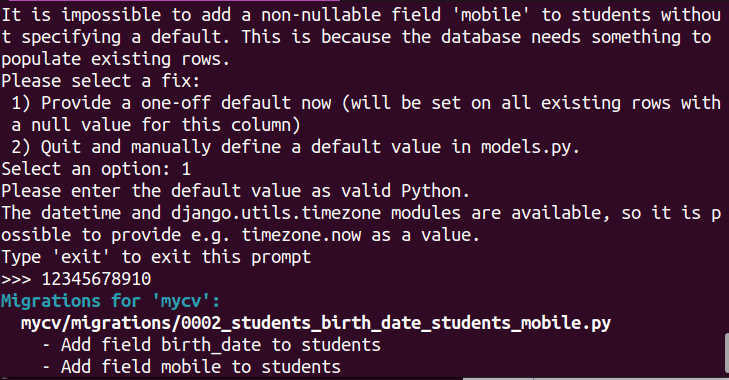 It is impossible to add a non-nullable field 'mobile' to students withou
t specifying a default. This is because the database needs something to
populate existing rows.
Please select a fix:
 1) Provide a one-off default now (will be set on all existing rows with
 a null value for this column)
 2) Quit and manually define a default value in models.py.
Select an option: 1
Please enter the default value as valid Python.
The datetime and django.utils.timezone modules are available, so it is p
ossible to provide e.g. timezone.now as a value.
Type 'exit' to exit this prompt
>>> 12345678910
Migrations for 'mycv':
  mycv/migrations/0002_students_birth_date_students_mobile.py
    - Add field birth_date to students
    - Add field mobile to students